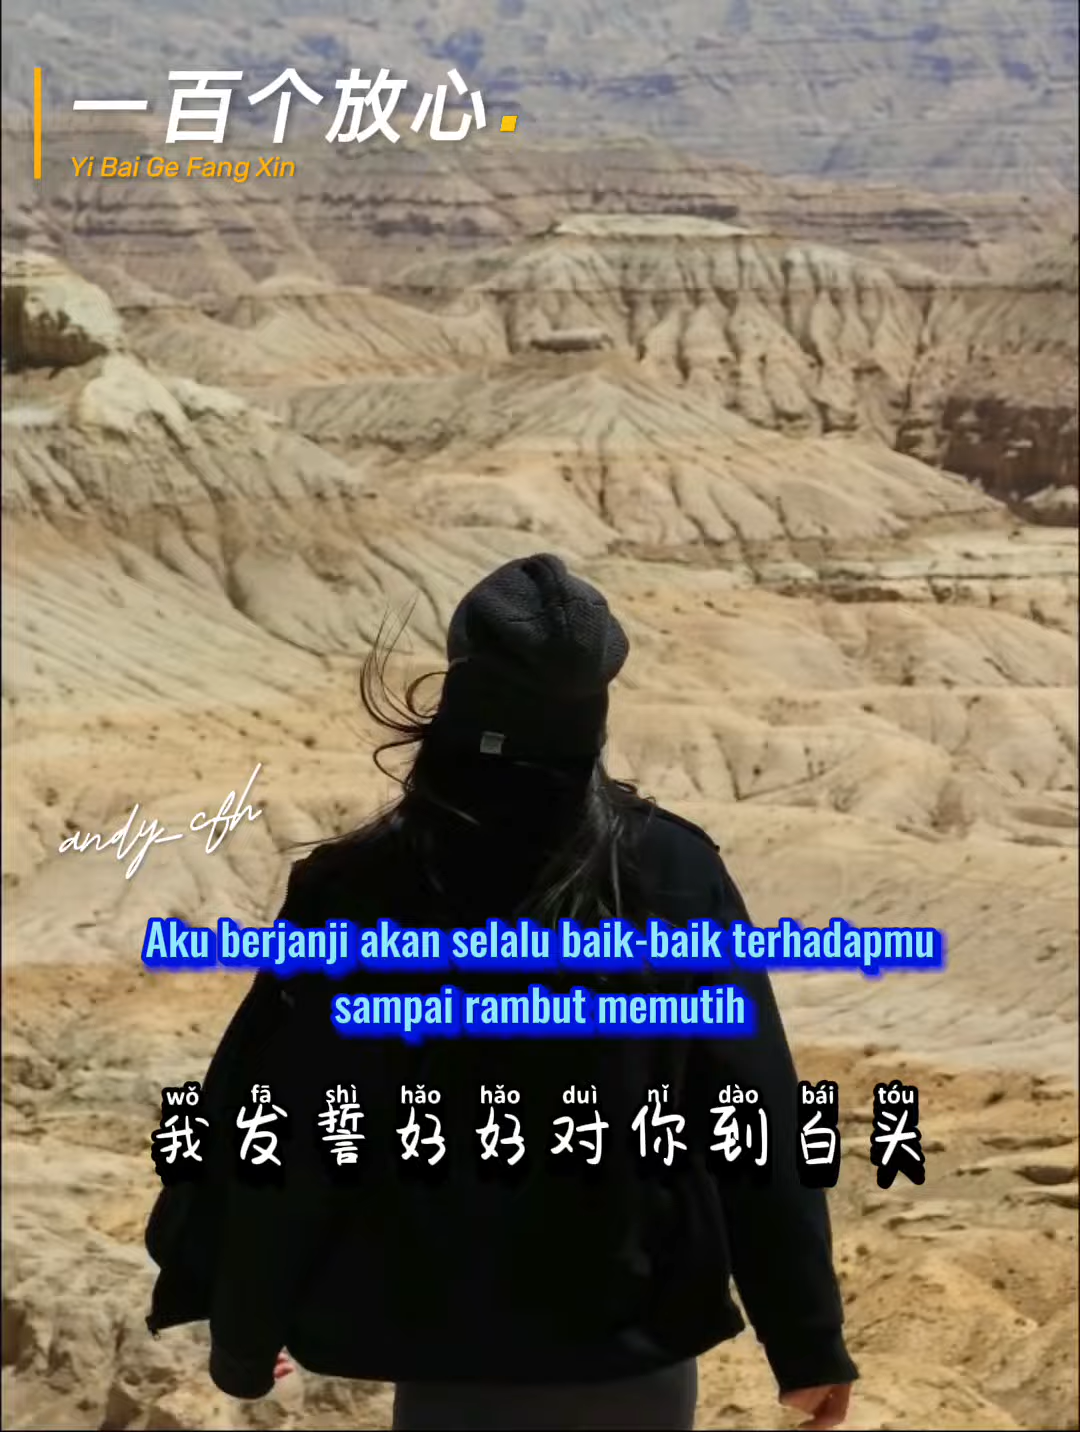 一百个放心.
Yi Bai Ge Fang Xin
andy_cfh
Aku berjanji akan selalu baik-baik terhadapmu
sampai rambut memutih
wǒ fā shì hǎo hǎo duì nǐ dào bái tóu
我发誓好好对你到白头